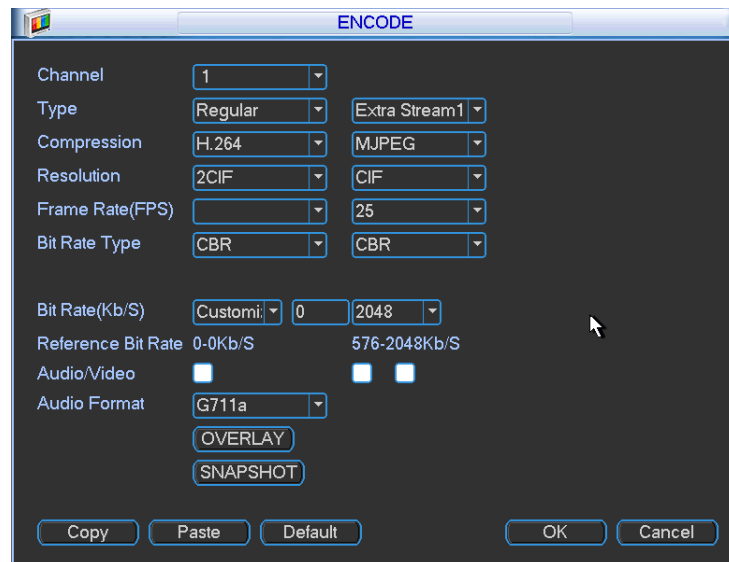 ENCODE
Channel 1
Type Regular Extra Stream1
Compression H.264 MJPEG
Resolution 2CIF CIF
Frame Rate(FPS) 25
Bit Rate Type CBR CBR
Bit Rate(Kb/S) Customi: 0 2048
Reference Bit Rate 0-0Kb/S 576-2048Kb/S
Audio/Video
Audio Format G711a
OVERLAY
SNAPSHOT
Copy Paste Default OK Cancel